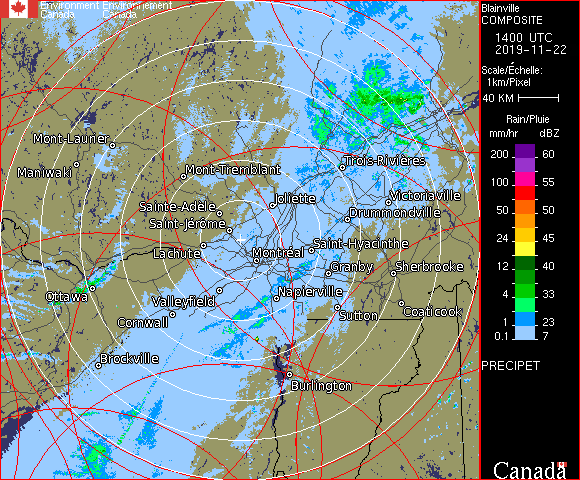 Environment Environnement
Canada Canada
Blainville
COMPOSITE
1400 UTC
2019-11-22
Scale/Échelle:
1km/Pixel
40 KM
Rain/Pluie
mm/hr dBZ
200 60
100 55
50 50
24 45
12 40
4 33
1 23
0.1 7
PRECIPET
Mont-Laurier
Maniwaki
Mont-Tremblant
Trois-Rivières
Sainte-Adele
Joliette
Victoriaville
Saint-Jérôme
Drummondville
Lachute
Montréal
Saint-Hyacinthe
Granby
Sherbrooke
Ottawa
Valleyfield
Napierville
Cornwall
Sutton
Coaticook
Brockville
Burlington
Canada